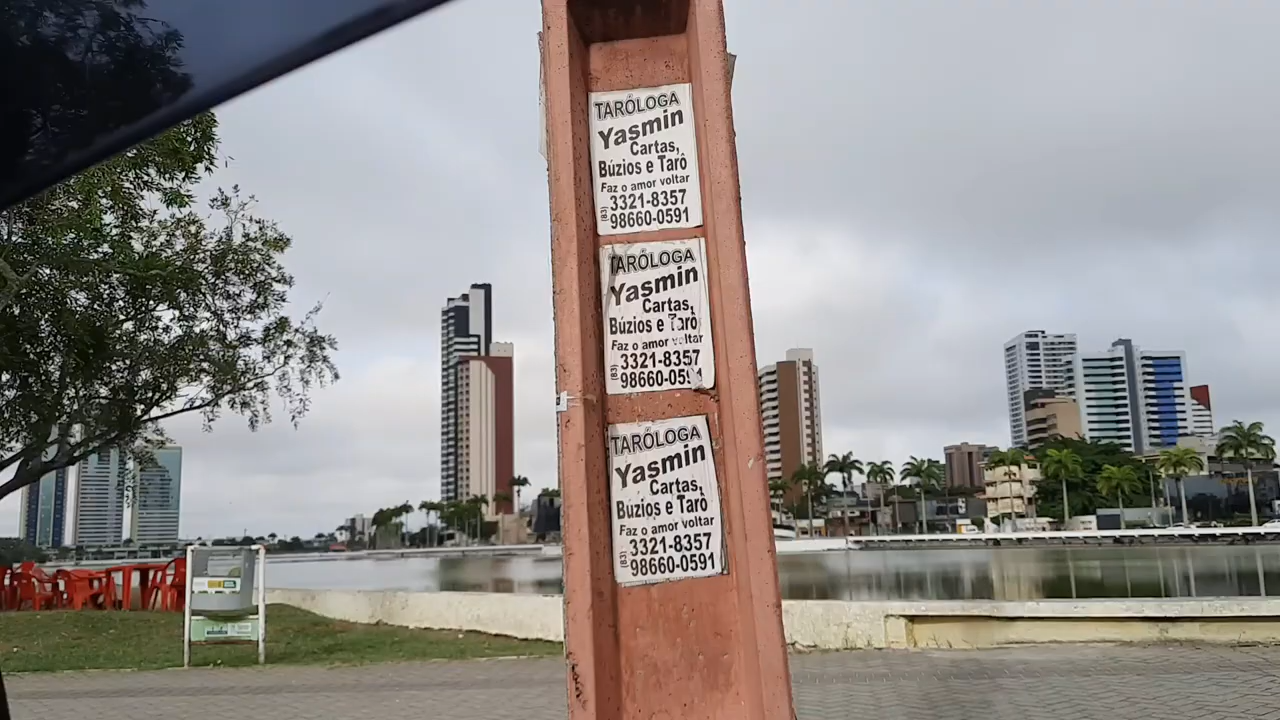 TARÓLOGA
Yasmin
Cartas,
Búzios e Tarô
Faz o amor voltar
(83) 3321-8357
98660-0591
TARÓLOGA
Yasmin
Cartas,
Búzios e Tarô
Faz o amor voltar
(83) 3321-8357
98660-0591
TARÓLOGA
Yasmin
Cartas,
Búzios e Tarô
Faz o amor voltar
(83) 3321-8357
98660-0591